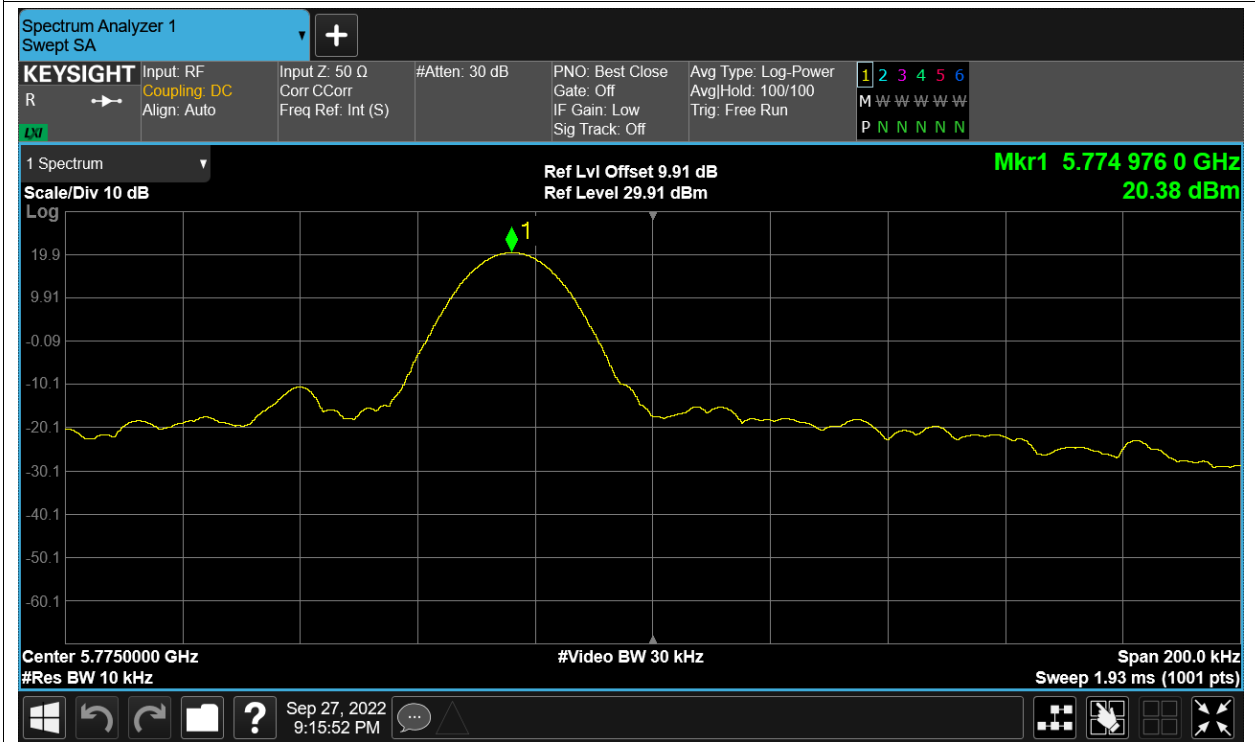 Spectrum Analyzer 1
Swept SA
+
KEYSIGHT
R
LXI
Input: RF
Coupling: DC
Align: Auto
Input Z: 50 Ω
Corr CCorr
Freq Ref: Int (S)
#Atten: 30 dB
PNO: Best Close
Gate: Off
IF Gain: Low
Sig Track: Off
Avg Type: Log-Power
Avg|Hold: 100/100
Trig: Free Run
1 2 3 4 5 6
M W W W W W
P N N N N N
1 Spectrum
Scale/Div 10 dB
Log
Ref Lvl Offset 9.91 dB
Ref Level 29.91 dBm
Mkr1 5.774 976 0 GHz
20.38 dBm
1
19.9
9.91
-0.09
-10.1
-20.1
-30.1
-40.1
-50.1
-60.1
Center 5.7750000 GHz
#Res BW 10 kHz
#Video BW 30 kHz
Span 200.0 kHz
Sweep 1.93 ms (1001 pts)
?
Sep 27, 2022
9:15:52 PM